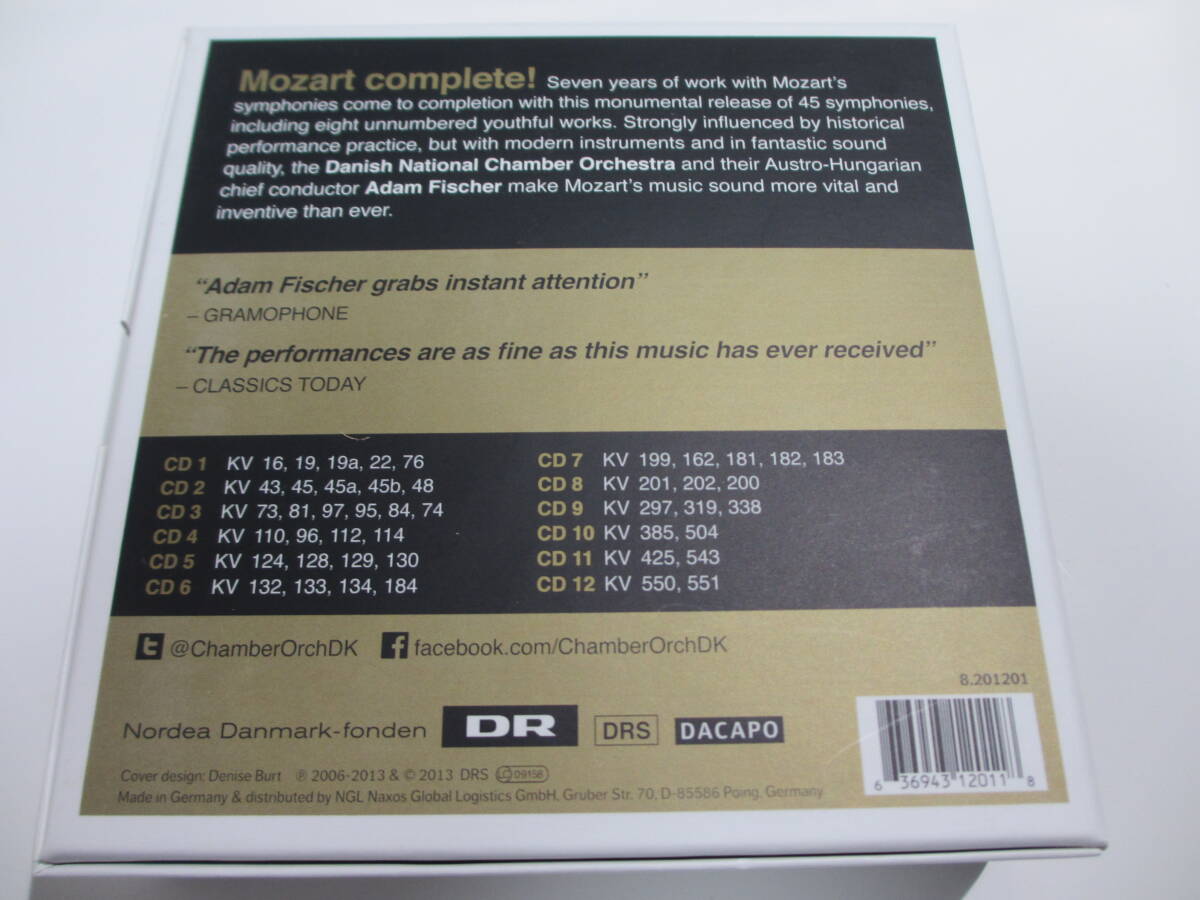 Mozart complete! Seven years of work with Mozart's
symphonies come to completion with this monumental release of 45 symphonies,
including eight unnumbered youthful works. Strongly influenced by historical
performance practice, but with modern instruments and in fantastic sound
quality, the Danish National Chamber Orchestra and their Austro-Hungarian
chief conductor Adam Fischer make Mozart's music sound more vital and
inventive than ever.
"Adam Fischer grabs instant attention"
– GRAMOPHONE
"The performances are as fine as this music has ever received"
– CLASSICS TODAY
CD 1 KV 16, 19, 19a, 22, 76
CD 2 KV 43, 45, 45a, 45b, 48
CD 3 KV 73, 81, 97, 95, 84, 74
CD 4 KV 110, 96, 112, 114
CD 5 KV 124, 128, 129, 130
CD 6 KV 132, 133, 134, 184
CD 7 KV 199, 162, 181, 182, 183
CD 8 KV 201, 202, 200
CD 9 KV 297, 319, 338
CD 10 KV 385, 504
CD 11 KV 425, 543
CD 12 KV 550, 551
@ChamberOrchDK facebook.com/ChamberOrchDK
8.201201
Nordea Danmark-fonden DR DRS DACAPO
6 36943 12011 8
Cover design: Denise Burt ℗ 2006-2013 & © 2013 DRS LC 09158
Made in Germany & distributed by NGL Naxos Global Logistics GmbH, Gruber Str. 70, D-85586 Poing, Germany